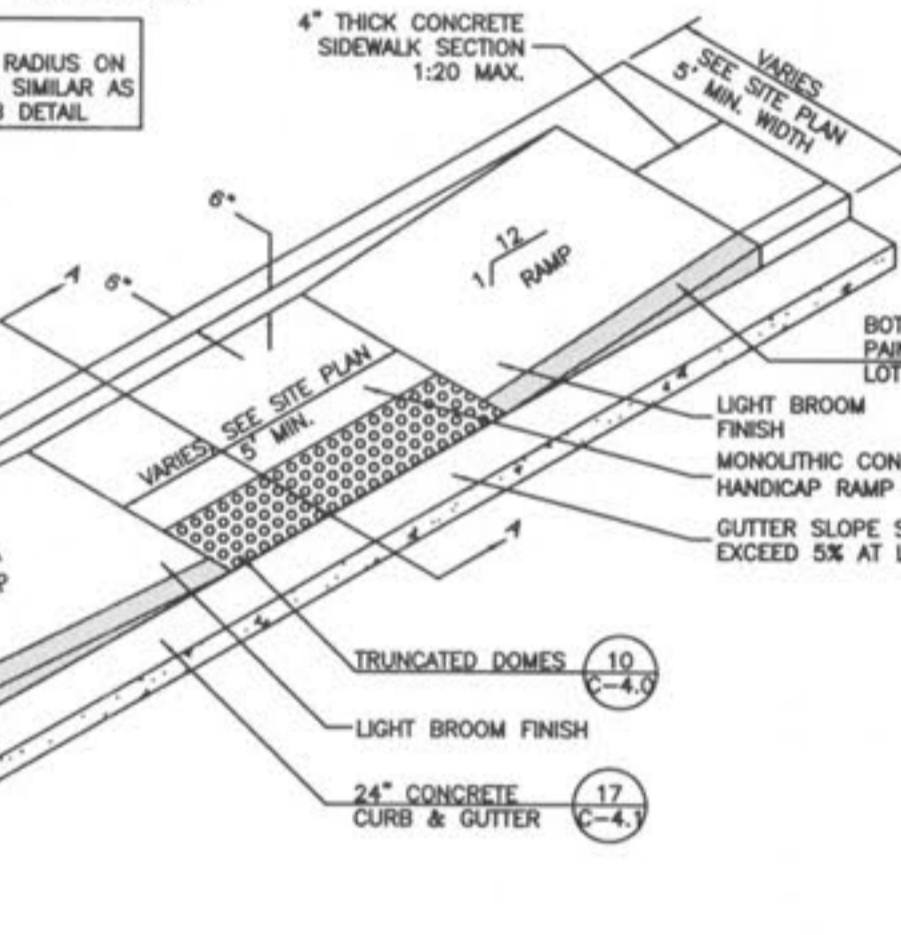 RADIUS ON
SIMILAR AS
DETAIL
4" THICK CONCRETE
SIDEWALK SECTION
1:20 MAX.
VARIES
SEE SITE PLAN
5' MIN. WIDTH
6"
A
6"
12
1
RAMP
VARIES, SEE SITE PLAN
5' MIN.
BOT
PAI
LOT
LIGHT BROOM
FINISH
MONOLITHIC CON
HANDICAP RAMP
GUTTER SLOPE S
EXCEED 5% AT L
A
TRUNCATED DOMES
10
C-4.0
LIGHT BROOM FINISH
24" CONCRETE
CURB & GUTTER
17
C-4.1